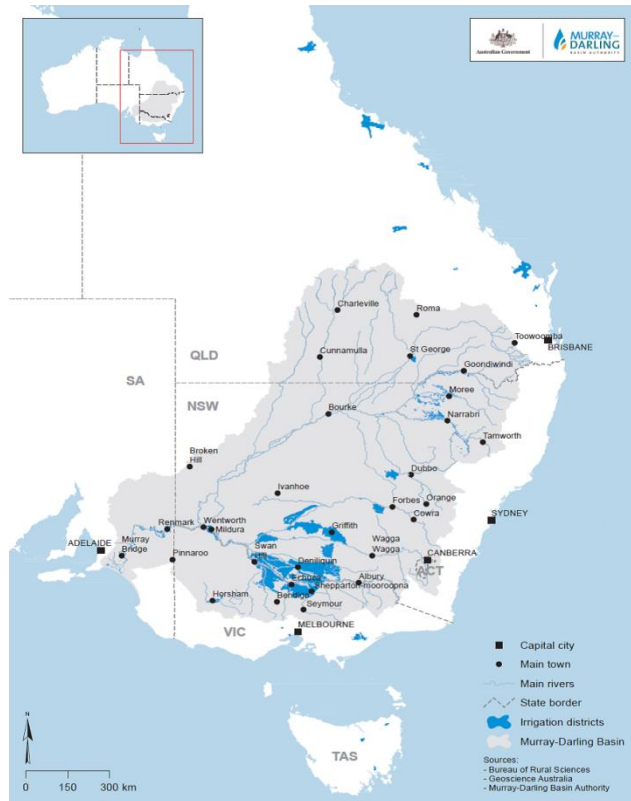 Australian Government
MURRAY–
DARLING
BASIN AUTHORITY
Charleville
Roma
Toowoomba
BRISBANE
QLD
Cunnamulla
St George
Goondiwindi
SA
NSW
Moree
Bourke
Narrabri
Tamworth
Broken
Hill
Dubbo
Ivanhoe
Forbes
Orange
Cowra
SYDNEY
Renmark
Wentworth
Mildura
Griffith
ADELAIDE
Murray
Bridge
Pinnaroo
Swan
Hill
Deniliquin
Wagga
Wagga
CANBERRA
ACT
Echuca
Albury
Shepparton-mooroopna
Horsham
Bendigo
Seymour
VIC
MELBOURNE
TAS
Capital city
Main town
Main rivers
State border
Irrigation districts
Murray-Darling Basin
Sources:
- Bureau of Rural Sciences
- Geoscience Australia
- Murray-Darling Basin Authority
N
0 150 300 km